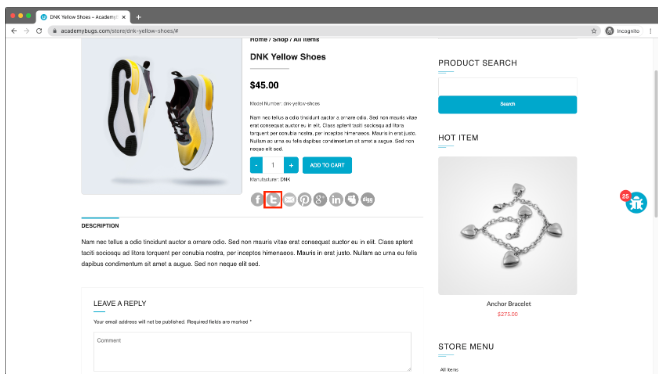 DNK Yellow Shoes – Academy
academybugs.com/store/dnk-yellow-shoes/#
Incognito
Home / Shop / All Items
DNK Yellow Shoes
$45.00
Model Number: dnk-yellow-shoes
Nam nec tellus a odio tincidunt auctor a ornare odio. Sed non mauris vitae
erat consequat auctor eu in elit. Class aptent taciti sociosqu ad litora
torquent per conubia nostra, per inceptos himenaeos. Mauris in erat justo.
Nullam ac urna eu felis dapibus condimentum sit amet a augue. Sed non
neque elit sed.
- 1 + ADD TO CART
Manufacturer: DNK
DESCRIPTION
Nam nec tellus a odio tincidunt auctor a ornare odio. Sed non mauris vitae erat consequat auctor eu in elit. Class aptent
taciti sociosqu ad litora torquent per conubia nostra, per inceptos himenaeos. Mauris in erat justo. Nullam ac urna eu felis
dapibus condimentum sit amet a augue. Sed non neque elit sed.
LEAVE A REPLY
Your email address will not be published. Required fields are marked *
Comment
PRODUCT SEARCH
Search
HOT ITEM
Anchor Bracelet
$275.00
STORE MENU
All Items